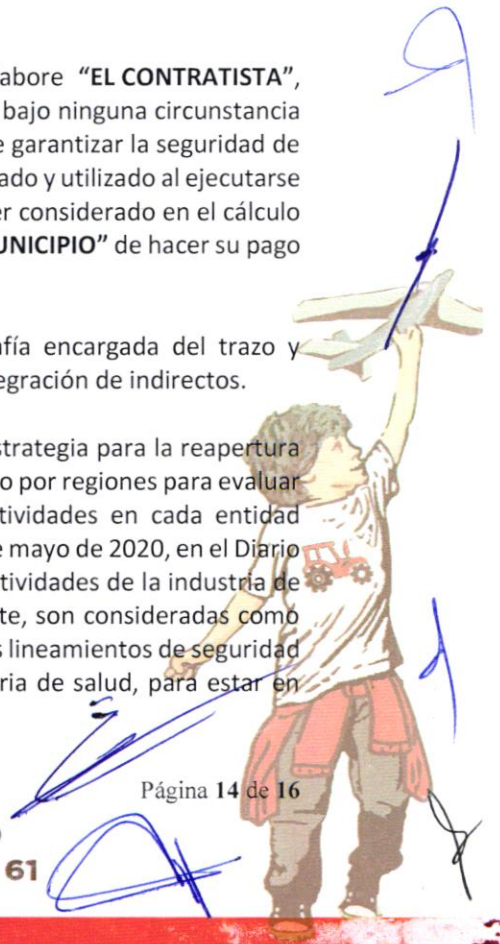 abore “EL CONTRATISTA”,
bajo ninguna circunstancia
e garantizar la seguridad de
ado y utilizado al ejecutarse
er considerado en el cálculo
UNICIPIO” de hacer su pago
afía encargada del trazo y
tegración de indirectos.
strategia para la reapertura
o por regiones para evaluar
tividades en cada entidad
e mayo de 2020, en el Diario
tividades de la industria de
te, son consideradas como
s lineamientos de seguridad
ria de salud, para estar en
Página 14 de 16
61